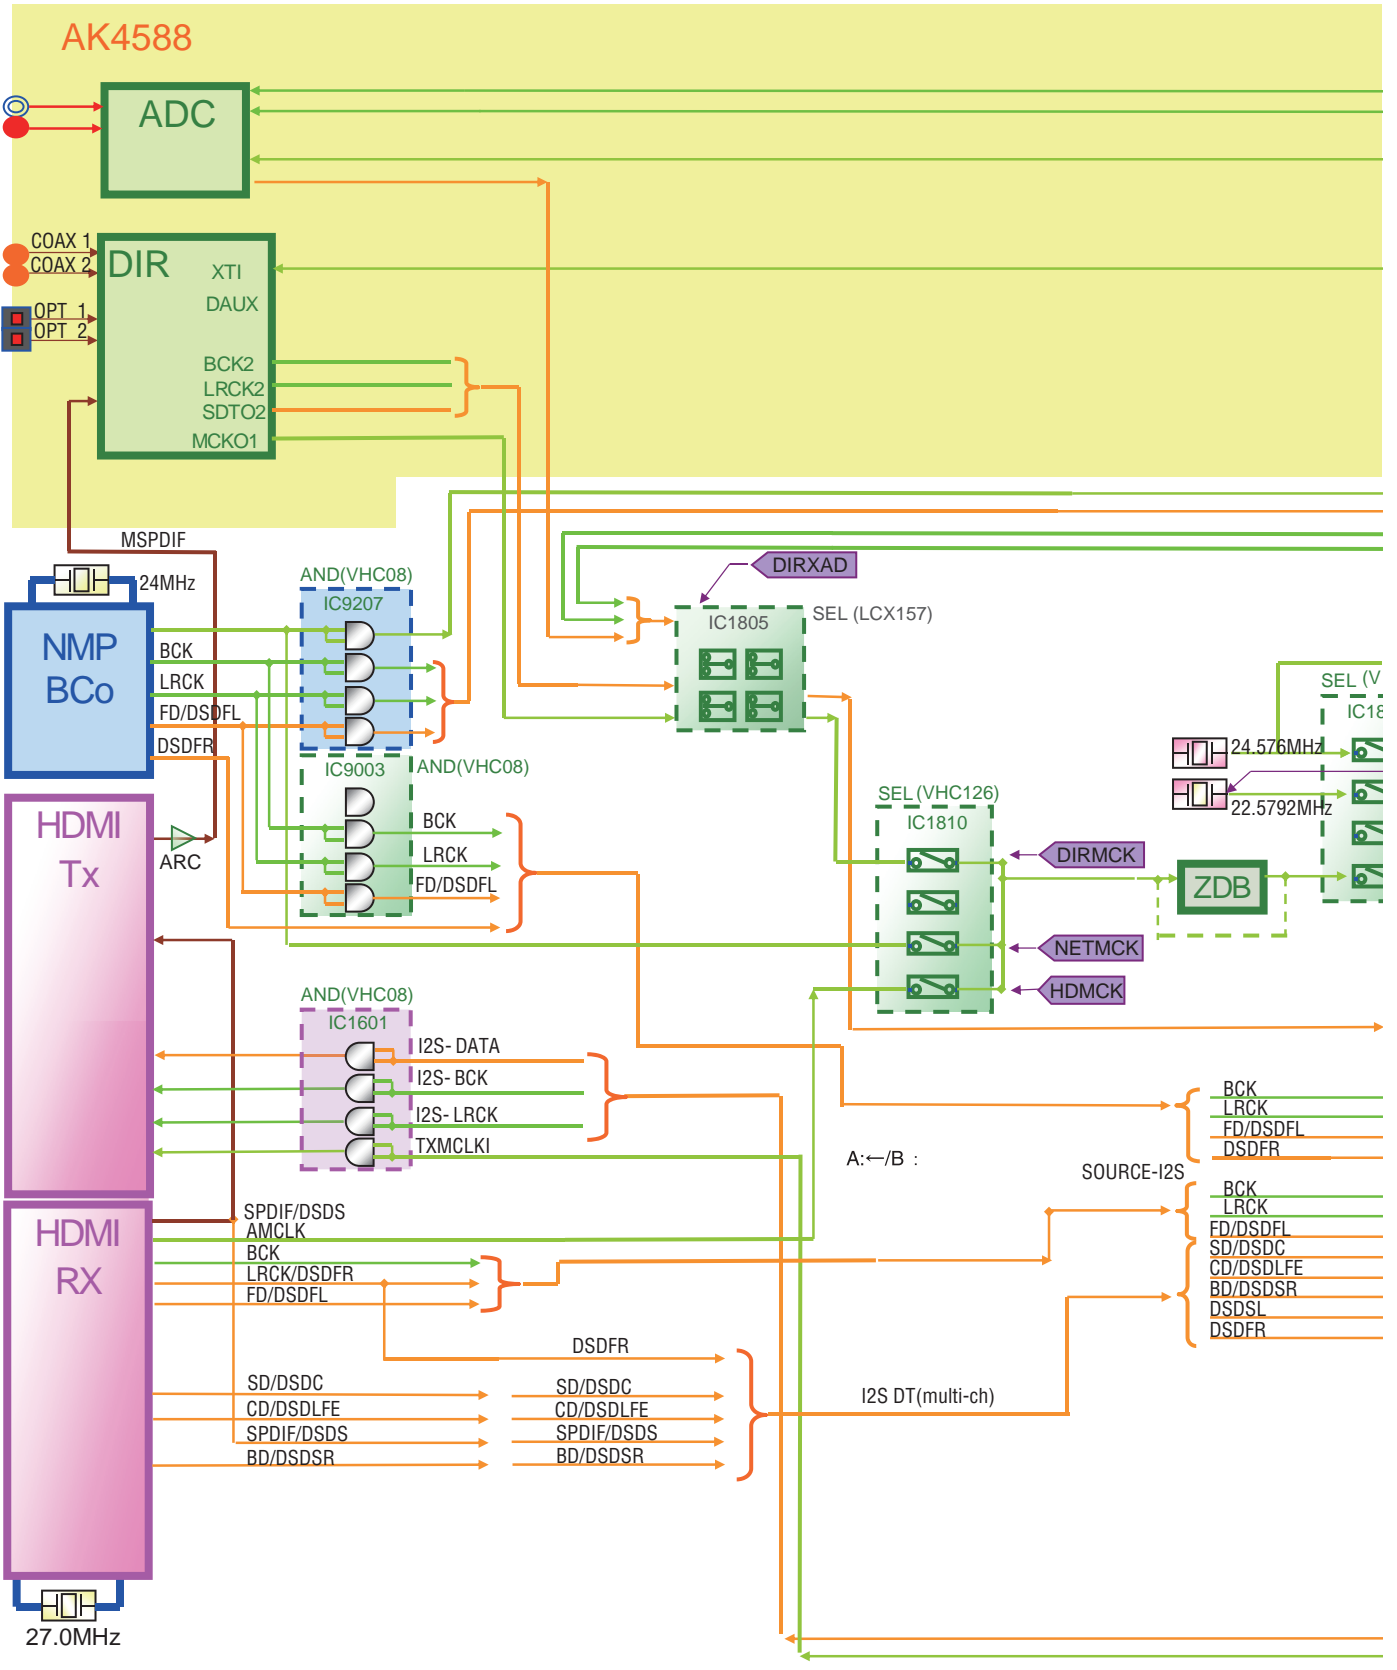 AK4588
ADC
COAX 1
COAX 2
DIR
XTI
DAUX
OPT 1
OPT 2
BCK2
LRCK2
SDTO2
MCKO1
MSPDIF
24MHz
NMP
BCo
BCK
LRCK
FD/DSDFL
DSDFR
AND(VHC08)
IC9207
IC9003
AND(VHC08)
BCK
LRCK
FD/DSDFL
DIRXAD
IC1805
SEL (LCX157)
SEL (V
IC18
24.576MHz
22.5792MHz
SEL (VHC126)
IC1810
DIRMCK
ZDB
NETMCK
HDMCK
HDMI
Tx
ARC
AND(VHC08)
IC1601
I2S- DATA
I2S- BCK
I2S- LRCK
TXMCLKI
A:←/B :
SOURCE-I2S
BCK
LRCK
FD/DSDFL
DSDFR
BCK
LRCK
FD/DSDFL
SD/DSDC
CD/DSDLFE
BD/DSDSR
DSDSL
DSDFR
HDMI
RX
SPDIF/DSDS
AMCLK
BCK
LRCK/DSDFR
FD/DSDFL
DSDFR
SD/DSDC
CD/DSDLFE
SPDIF/DSDS
BD/DSDSR
SD/DSDC
CD/DSDLFE
SPDIF/DSDS
BD/DSDSR
I2S DT(multi-ch)
27.0MHz